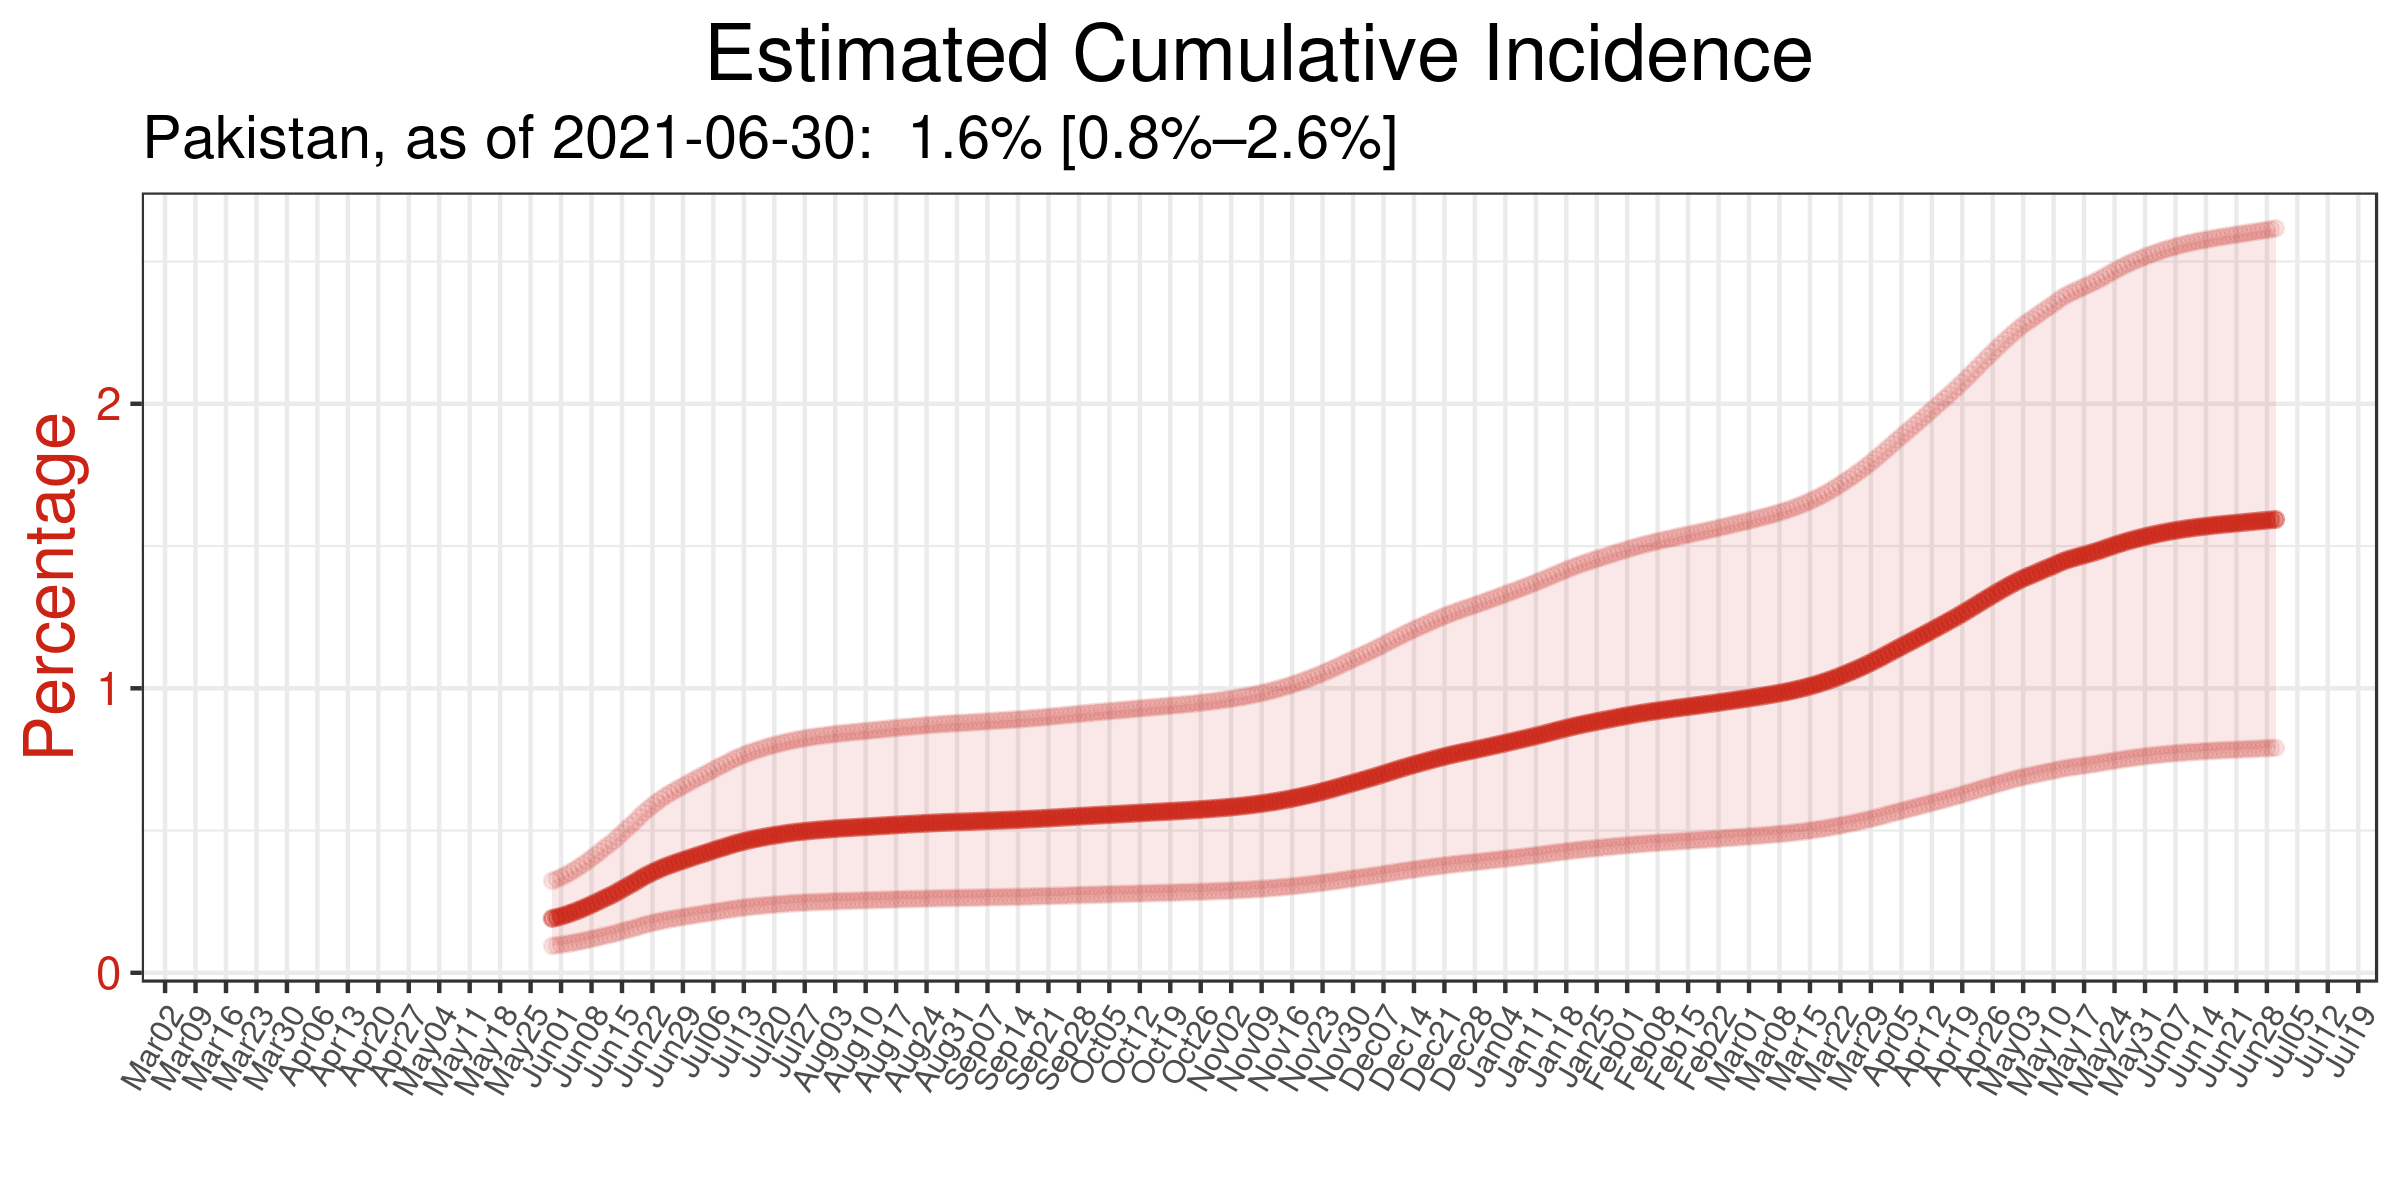 Estimated Cumulative Incidence
Pakistan, as of 2021-06-30:  1.6% [0.8%–2.6%]
Percentage
2
1
0
Mar02
Mar09
Mar16
Mar23
Mar30
Apr06
Apr13
Apr20
Apr27
May04
May11
May18
May25
Jun01
Jun08
Jun15
Jun22
Jun29
Jul06
Jul13
Jul20
Jul27
Aug03
Aug10
Aug17
Aug24
Aug31
Sep07
Sep14
Sep21
Sep28
Oct05
Oct12
Oct19
Oct26
Nov02
Nov09
Nov16
Nov23
Nov30
Dec07
Dec14
Dec21
Dec28
Jan04
Jan11
Jan18
Jan25
Feb01
Feb08
Feb15
Feb22
Mar01
Mar08
Mar15
Mar22
Mar29
Apr05
Apr12
Apr19
Apr26
May03
May10
May17
May24
May31
Jun07
Jun14
Jun21
Jun28
Jul05
Jul12
Jul19